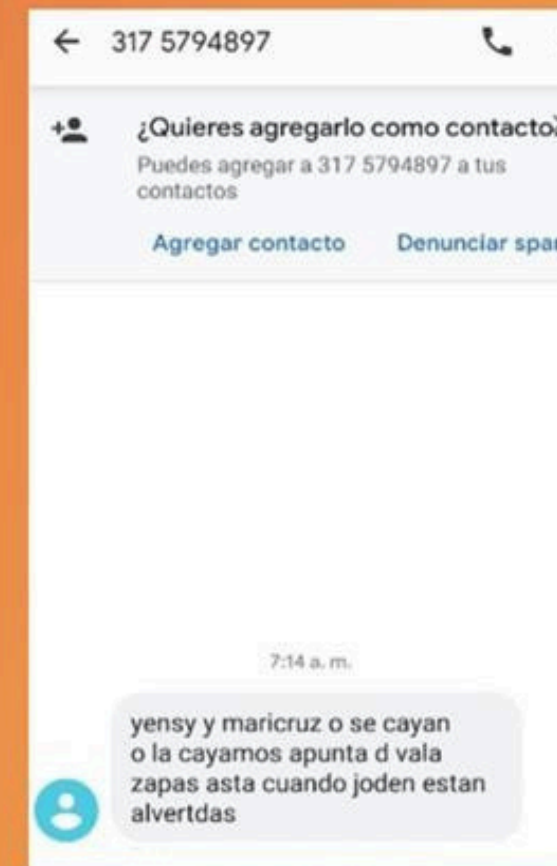 317 5794897
¿Quieres agregarlo como contacto?
Puedes agregar a 317 5794897 a tus
contactos
Agregar contacto Denunciar spam
7:14 a. m.
yensy y maricruz o se cayan
o la cayamos apunta d vala
zapas asta cuando joden estan
alvertdas